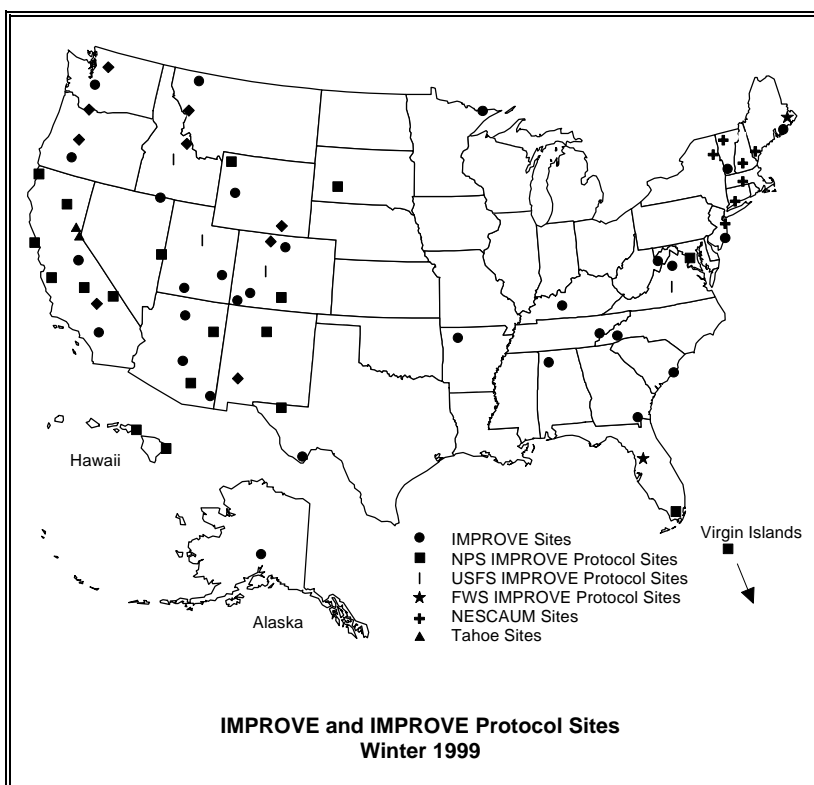 Hawaii
Alaska
Virgin Islands
IMPROVE Sites
NPS IMPROVE Protocol Sites
USFS IMPROVE Protocol Sites
FWS IMPROVE Protocol Sites
NESCAUM Sites
Tahoe Sites
IMPROVE and IMPROVE Protocol Sites
Winter 1999